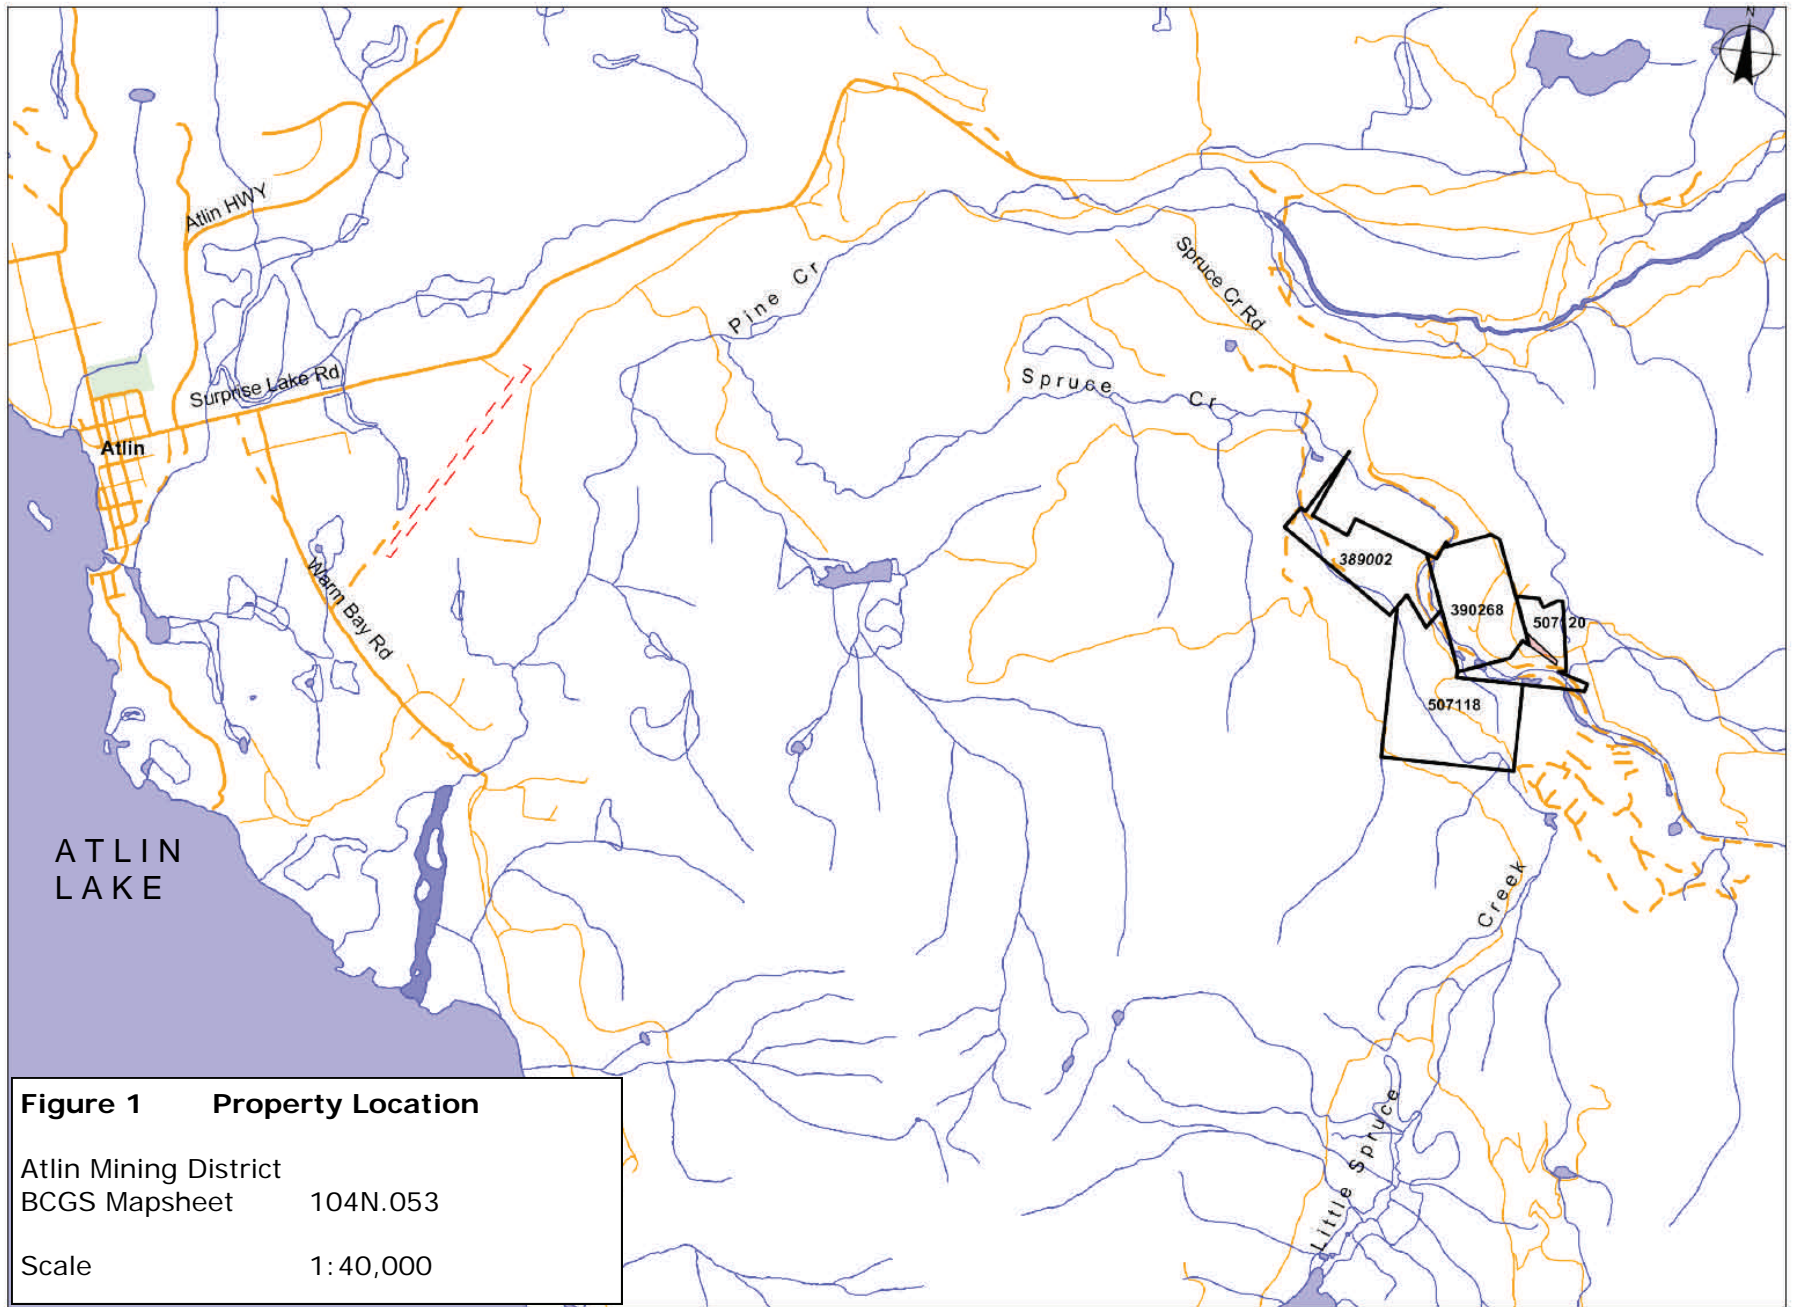 N
Atlin HWY
Pine Cr
Spruce Cr Rd
Surprise Lake Rd
Spruce Cr
Atlin
389002
Warm Bay Rd
390268
507118
ATLIN
LAKE
Creek
Little Spruce
Figure 1 Property Location
Atlin Mining District
BCGS Mapsheet 104N.053
Scale 1:40,000